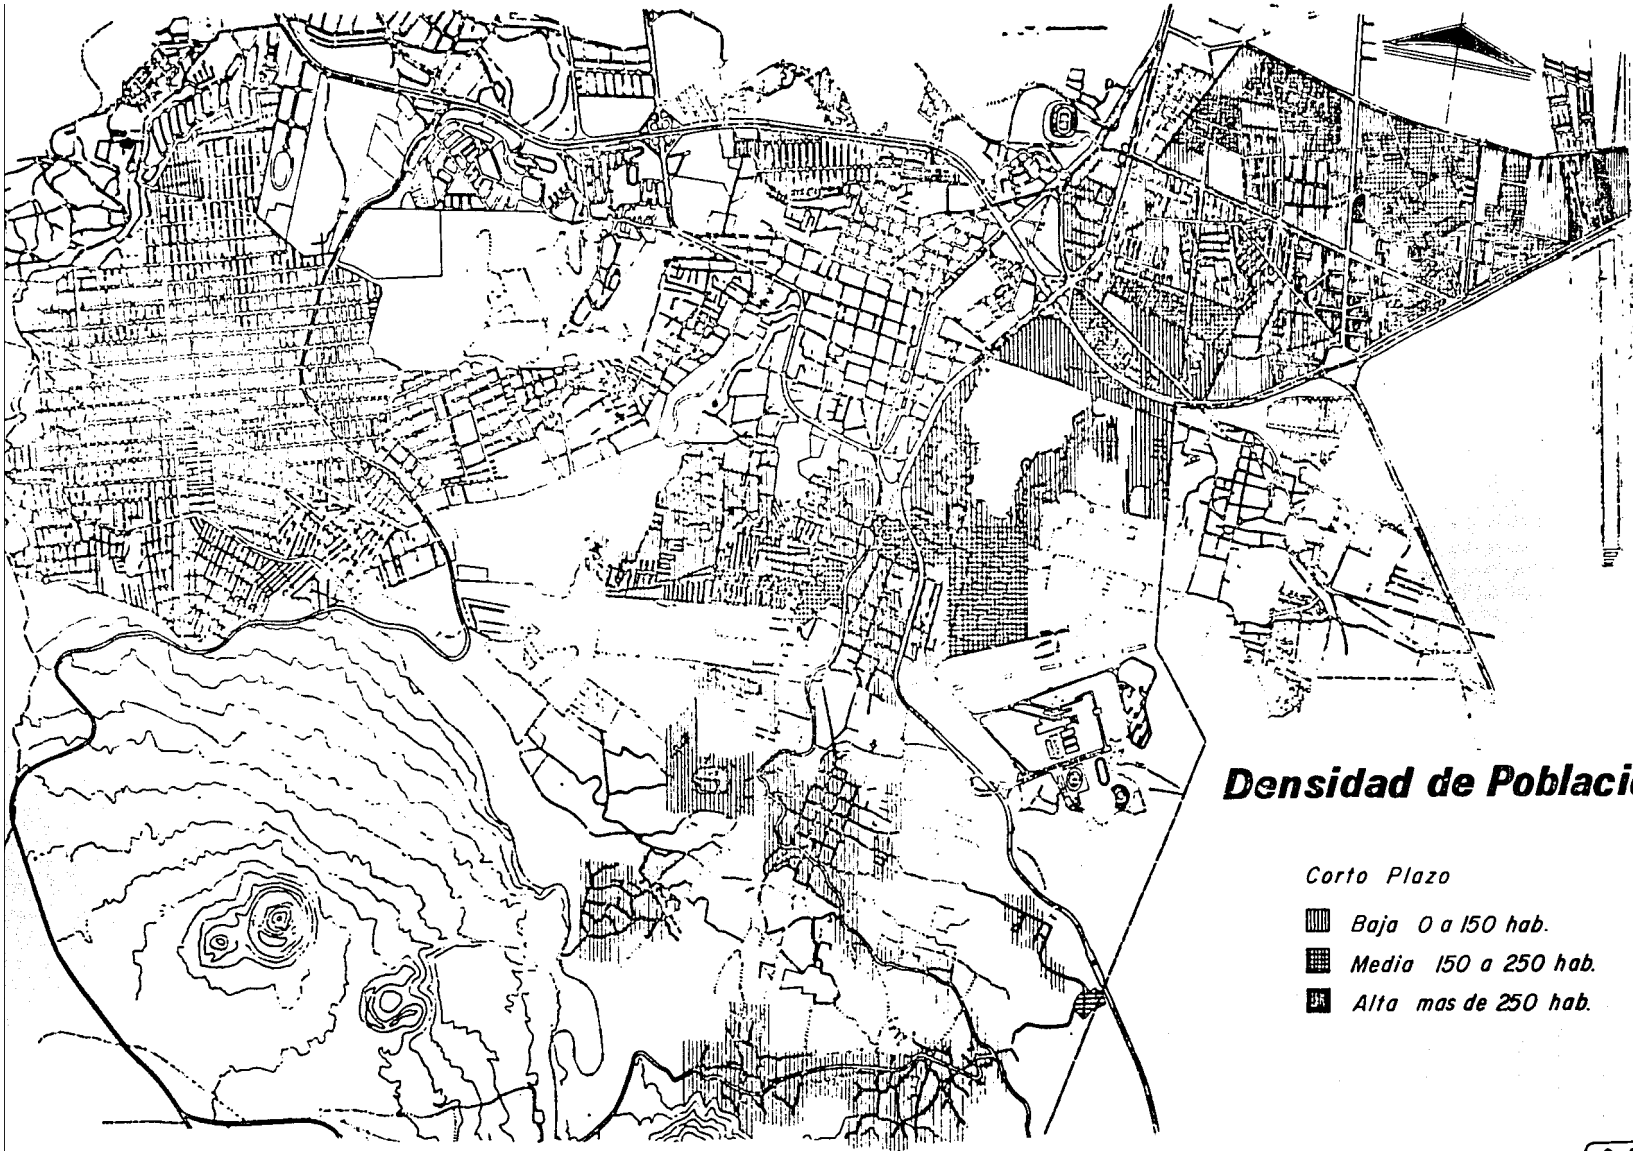 Densidad de Poblaci
Corto Plazo
Baja 0 a 150 hab.
Media 150 a 250 hab.
Alta mas de 250 hab.